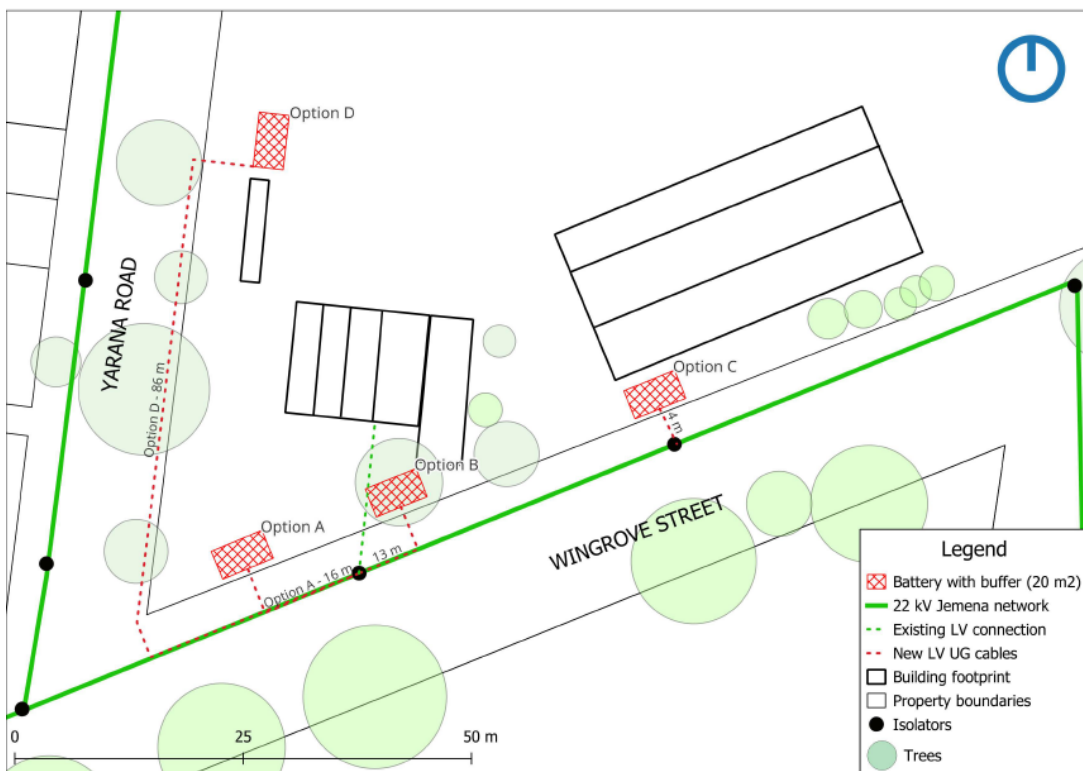 Option D
YARANA ROAD
Option D - 86 m
Option C
4 m
Option B
Option A
13 m
Option A - 16 m
WINGROVE STREET
Legend
Battery with buffer (20 m2)
22 kV Jemena network
Existing LV connection
New LV UG cables
Building footprint
Property boundaries
Isolators
Trees
0 25 50 m